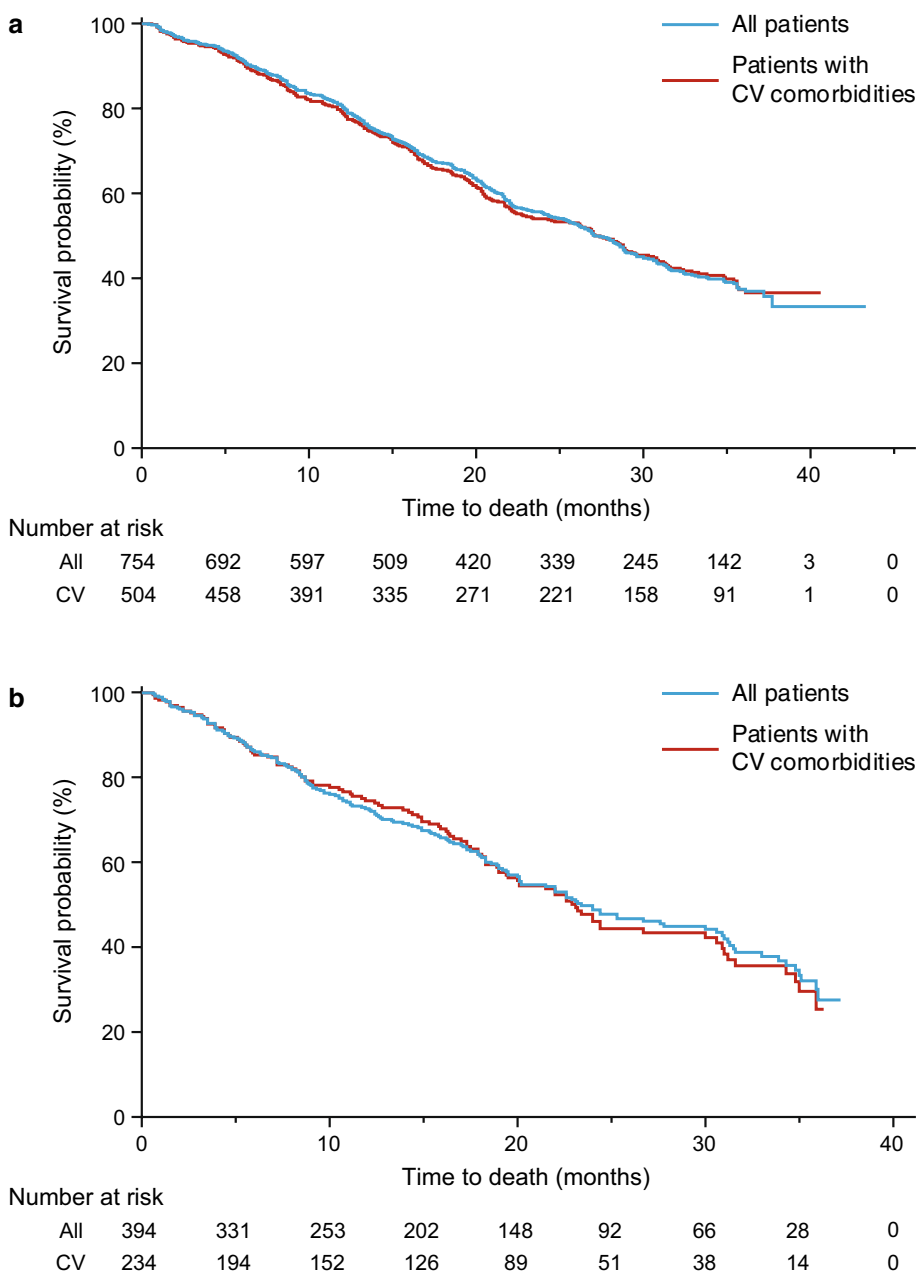 a
All patients
Patients with
CV comorbidities
Survival probability (%)
100
80
60
40
20
0
0 10 20 30 40
Time to death (months)
Number at risk
All 754 692 597 509 420 339 245 142 3 0
CV 504 458 391 335 271 221 158 91 1 0
b
All patients
Patients with
CV comorbidities
Survival probability (%)
100
80
60
40
20
0
0 10 20 30 40
Time to death (months)
Number at risk
All 394 331 253 202 148 92 66 28 0
CV 234 194 152 126 89 51 38 14 0